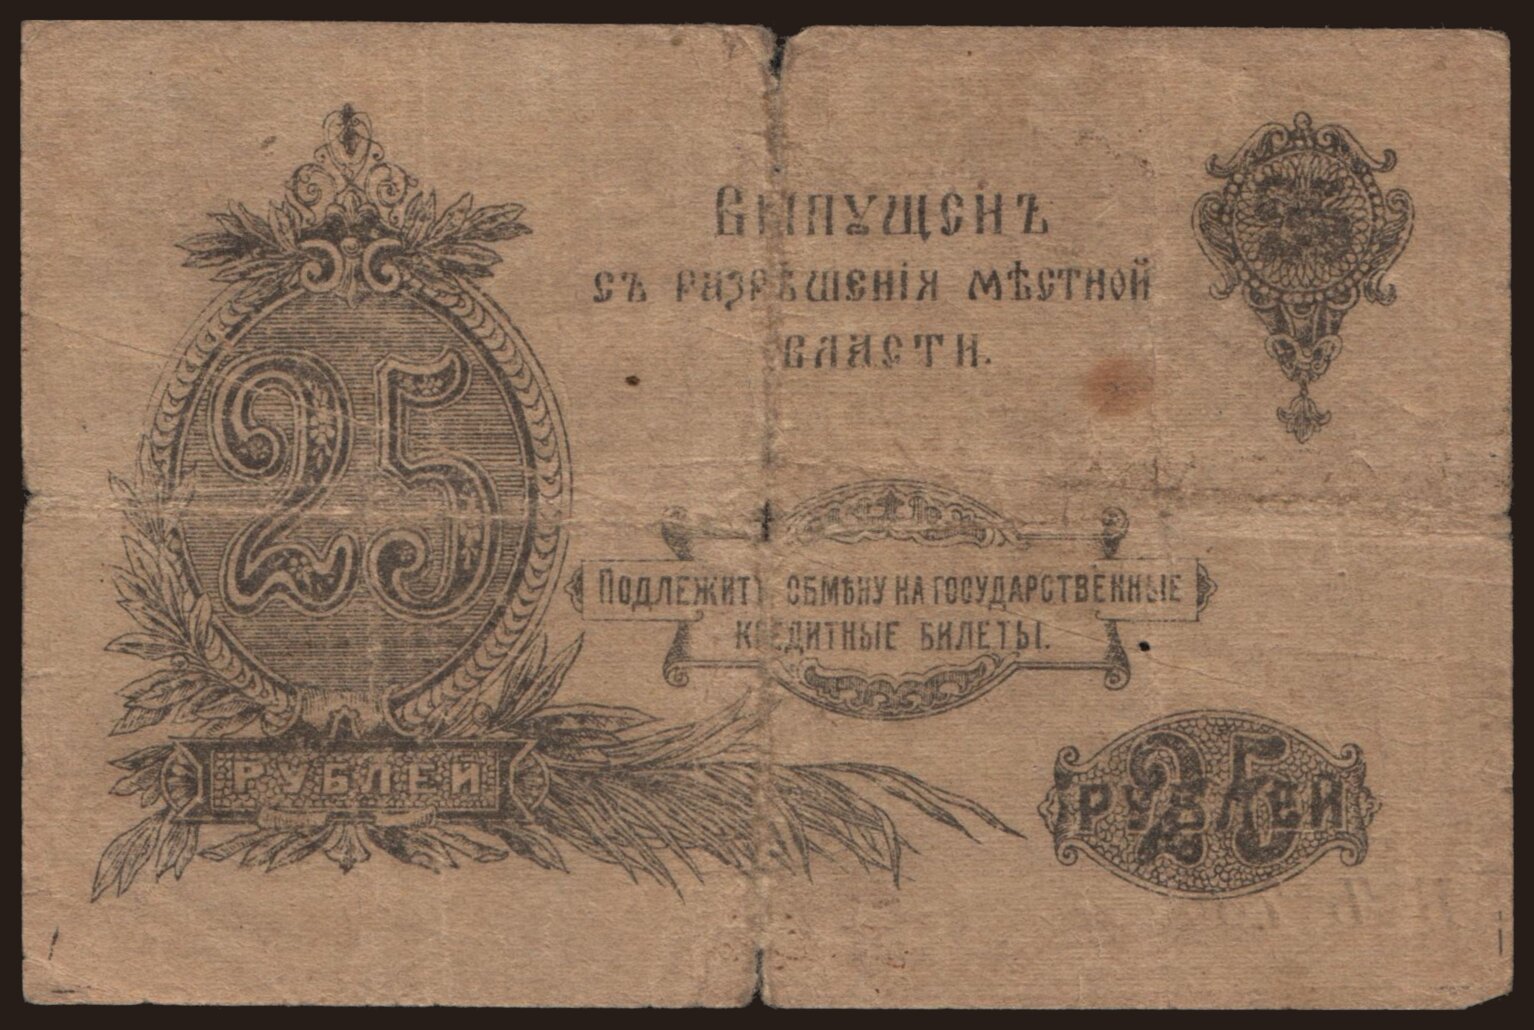 Выпущенъ
съ разрѣшенія мѣстной
власти.
25
РУБЛЕЙ
ПОДЛЕЖИТЪ ОБМѢНУ НА ГОСУДАРСТВЕННЫЕ
КРЕДИТНЫЕ БИЛЕТЫ.
25
РУБЛЕЙ